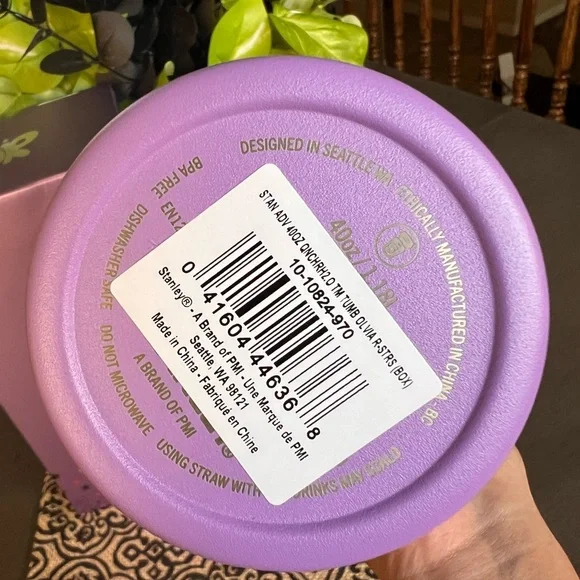 DESIGNED IN SEATTLE WA
ETHICALLY MANUFACTURED IN CHINA BC
BPA FREE
DISHWASHER SAFE
DO NOT MICROWAVE
A BRAND OF PMI
USING STRAW WITH
DRINKS MAY SCALD
40oz/1.18L
STAN ADV 40OZ QNCHRH2.0 TM TUMB OLVIA R-STRS (BOX)
10-10824-970
0 41604 44636 8
Stanley® - A Brand of PMI - Une Marque de PMI
Seattle, WA 98121
Made in China - Fabriqué en Chine